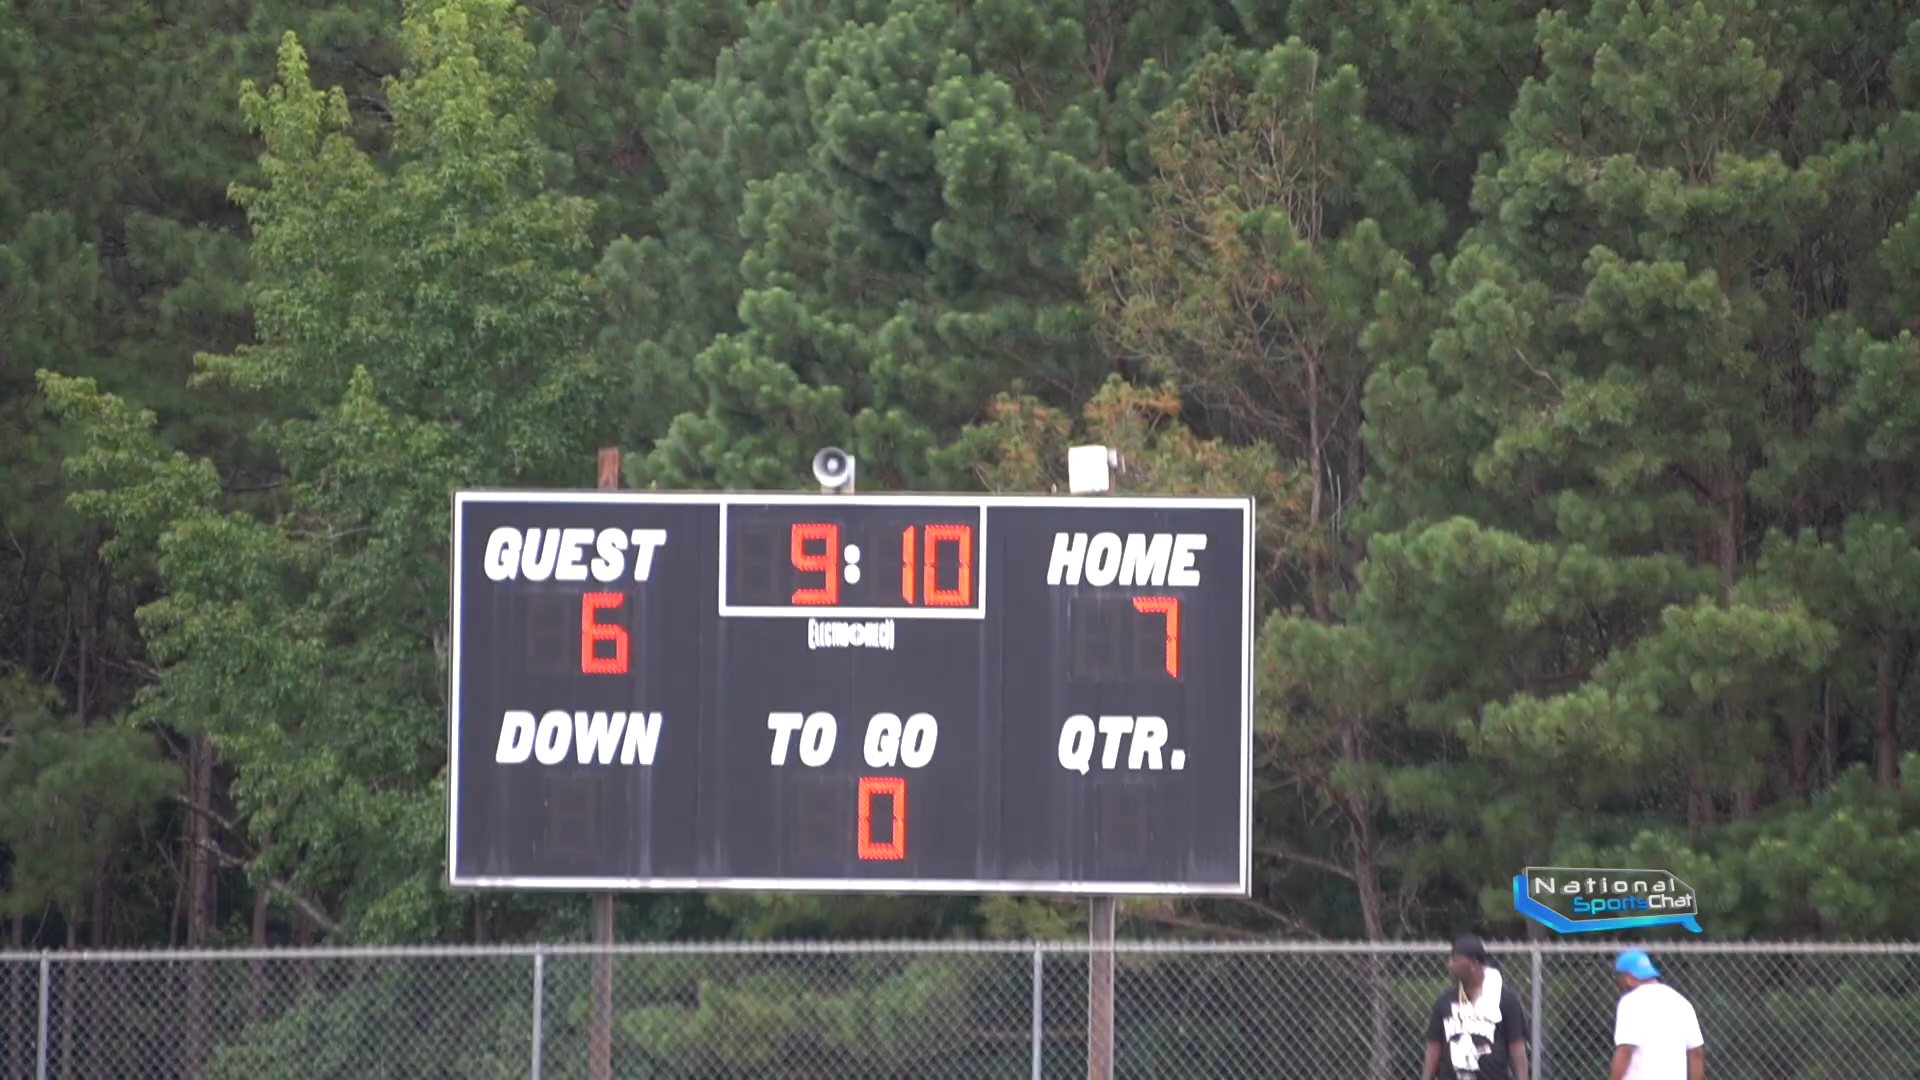 GUEST
9:10
HOME
6
7
DOWN
TO GO
QTR.
0
National
SportsChat